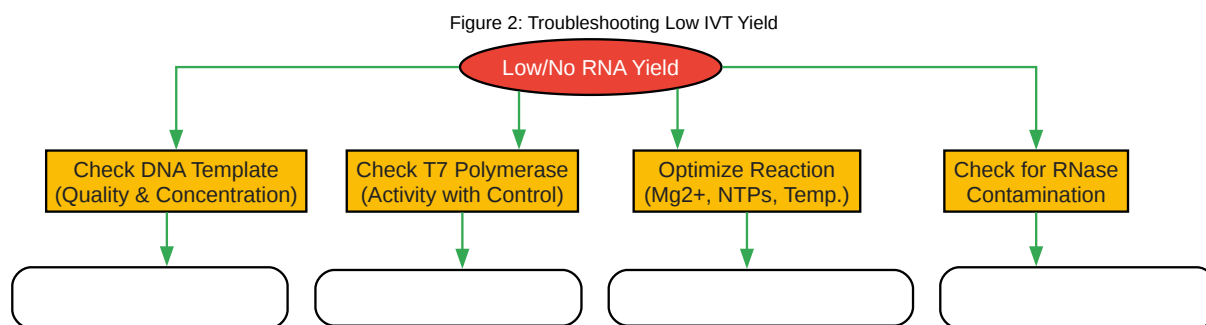 Figure 2: Troubleshooting Low IVT Yield
Low/No RNA Yield
Check DNA Template
(Quality & Concentration)
Check T7 Polymerase
(Activity with Control)
Optimize Reaction
(Mg2+, NTPs, Temp.)
Check for RNase
Contamination